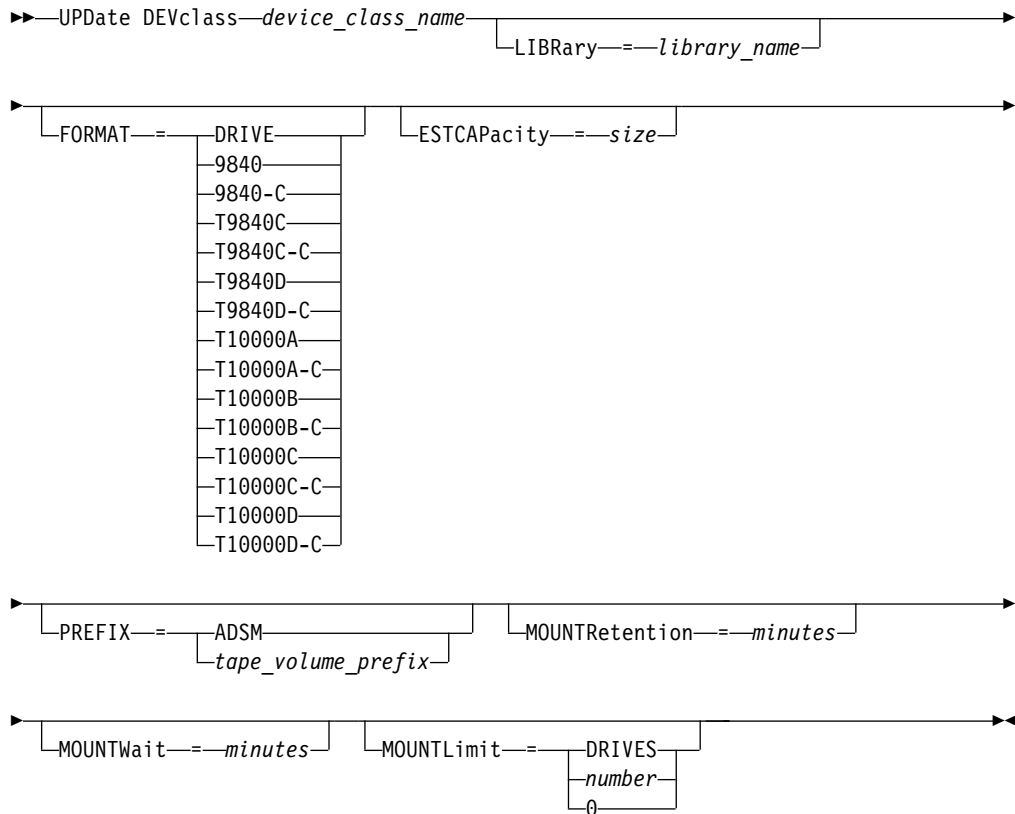 UPDate DEVclass device_class_name
LIBRary = library_name
FORMAT = DRIVE
9840
9840-C
T9840C
T9840C-C
T9840D
T9840D-C
T10000A
T10000A-C
T10000B
T10000B-C
T10000C
T10000C-C
T10000D
T10000D-C
ESTCAPacity = size
PREFIX = ADSM
tape_volume_prefix
MOUNTRetention = minutes
MOUNTWait = minutes
MOUNTLimit = DRIVES
number
0